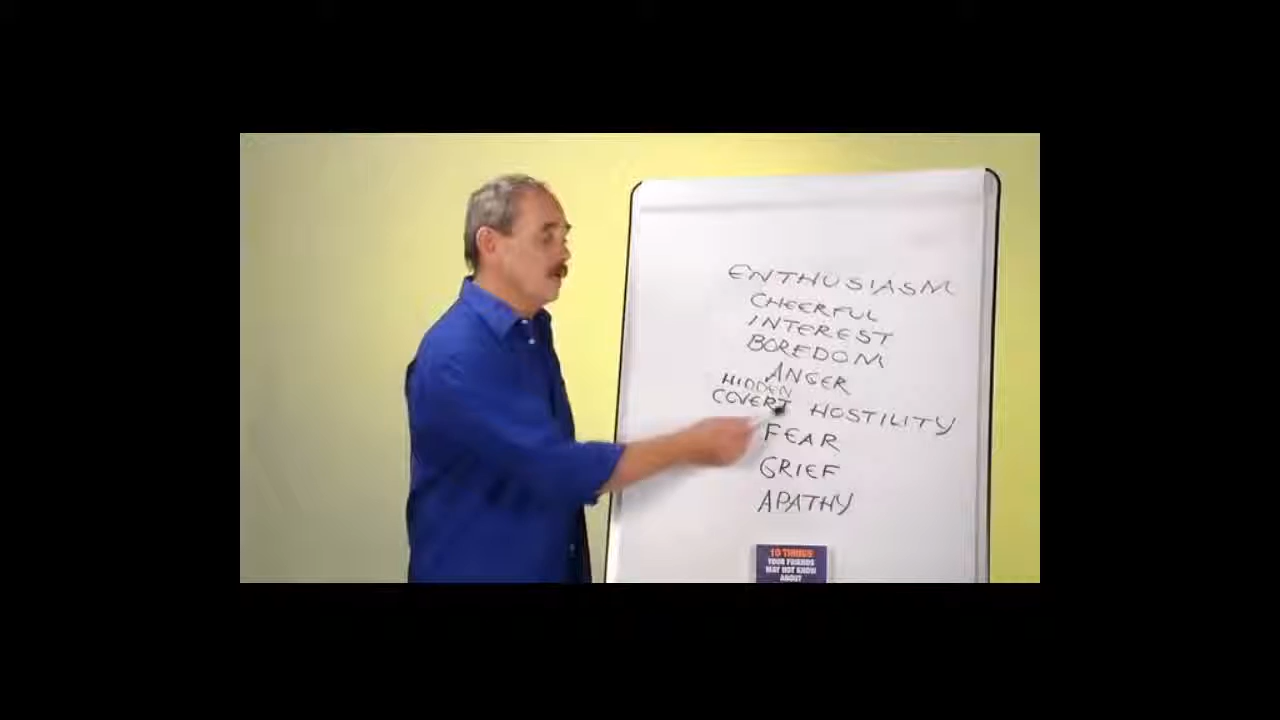 ENTHUSIASM
CHEERFUL
INTEREST
BOREDOM
ANGER
HIDDEN
COVERT HOSTILITY
FEAR
GRIEF
APATHY
10 THINGS
YOUR FRIENDS
MAY NOT KNOW
ABOUT